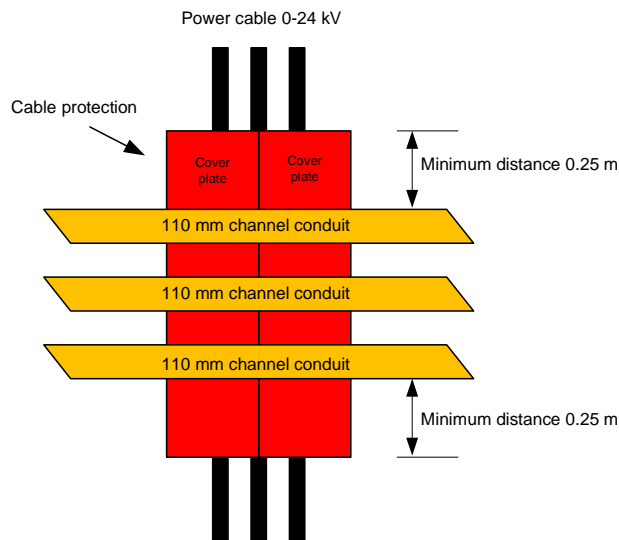 Power cable 0-24 kV
Cable protection
Cover
plate
Cover
plate
Minimum distance 0.25 m
110 mm channel conduit
110 mm channel conduit
110 mm channel conduit
Minimum distance 0.25 m